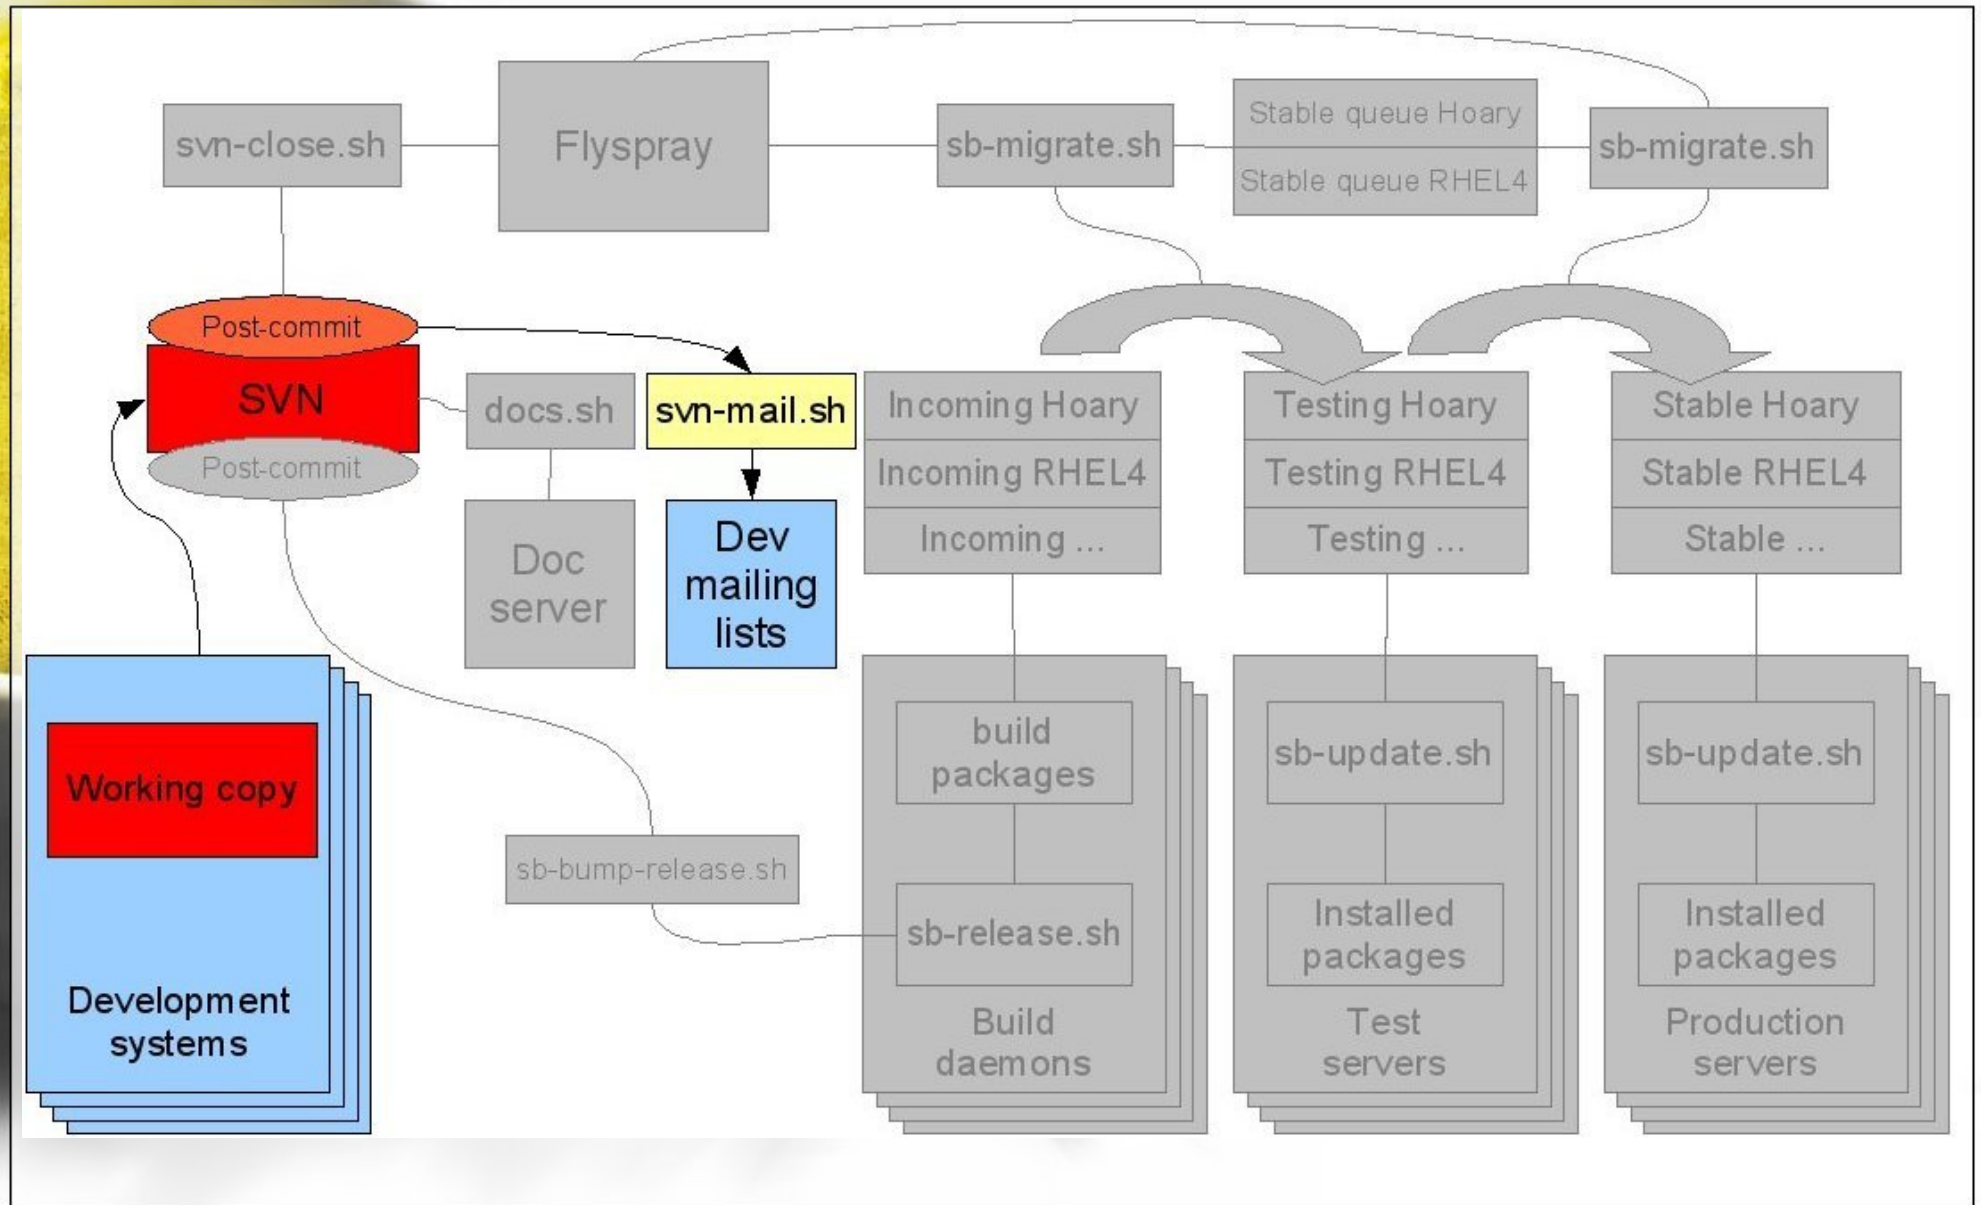 svn-close.sh
Flyspray
sb-migrate.sh
Stable queue Hoary
Stable queue RHEL4
sb-migrate.sh
Post-commit
SVN
Post-commit
docs.sh
svn-mail.sh
Doc
server
Dev
mailing
lists
Incoming Hoary
Incoming RHEL4
Incoming ...
Testing Hoary
Testing RHEL4
Testing ...
Stable Hoary
Stable RHEL4
Stable ...
Working copy
Development
systems
sb-bump-release.sh
build
packages
sb-release.sh
Build
daemons
sb-update.sh
Installed
packages
Test
servers
sb-update.sh
Installed
packages
Production
servers